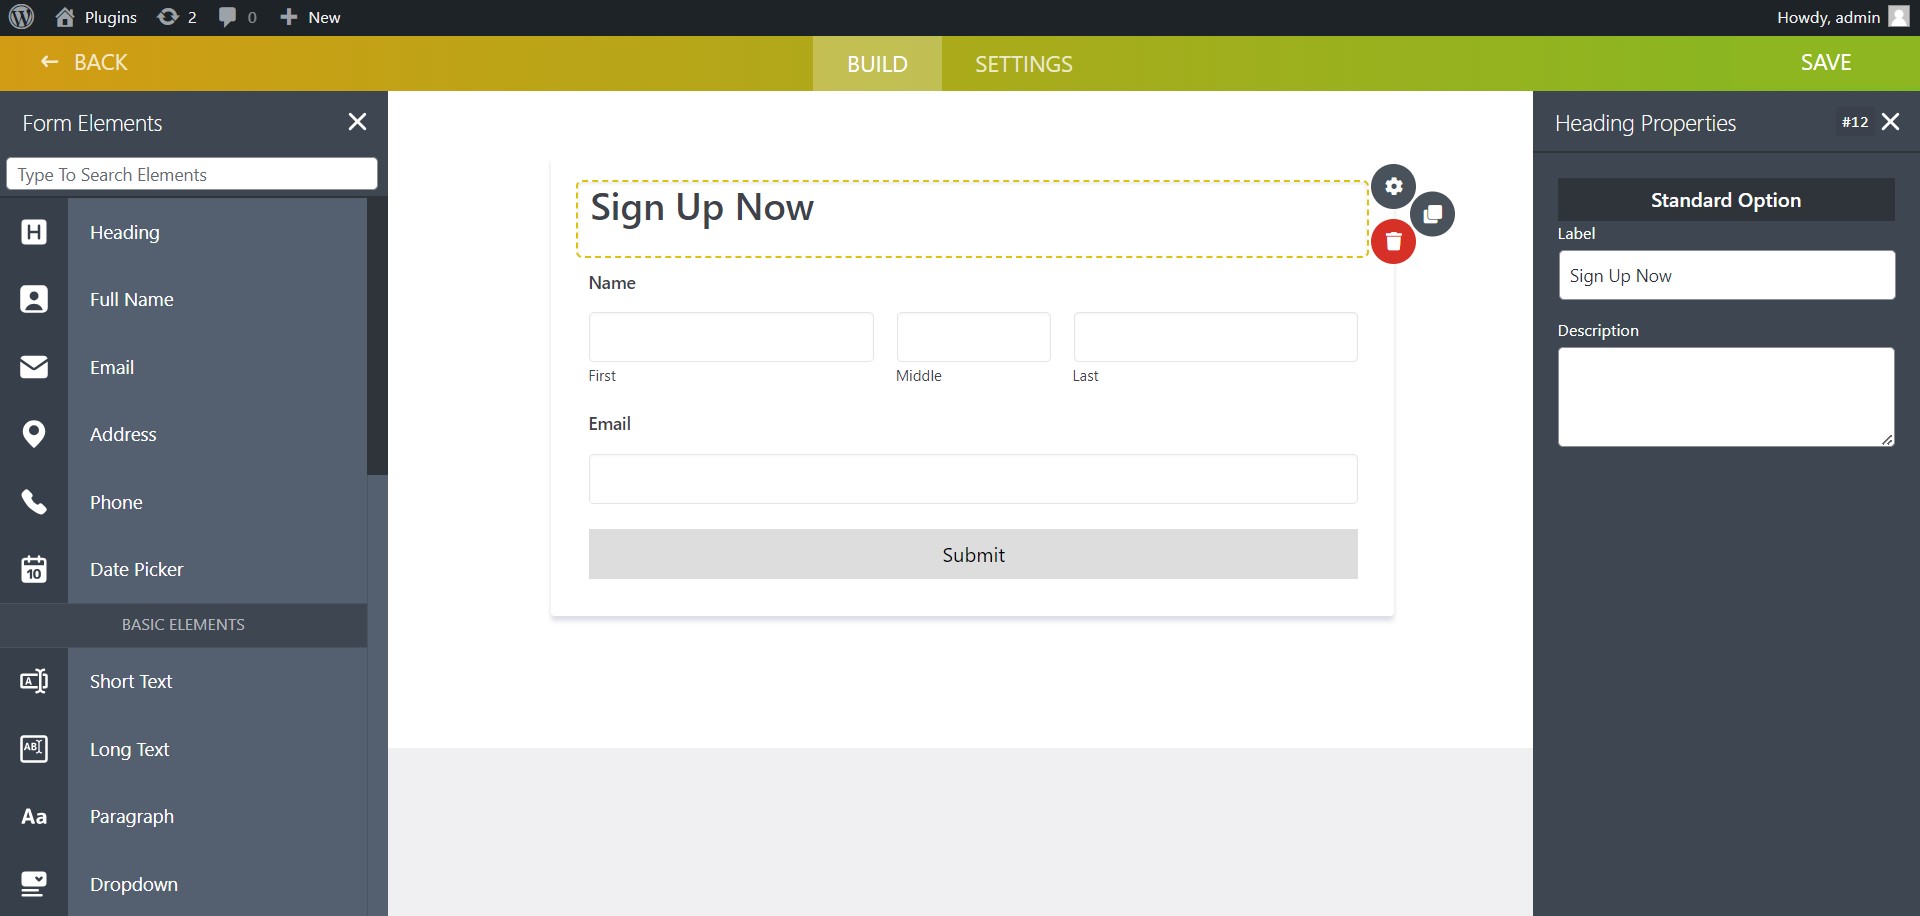 Plugins 2 0 New Howdy, admin
BACK BUILD SETTINGS SAVE
Form Elements
Type To Search Elements
H Heading
Full Name
Email
Address
Phone
10 Date Picker
BASIC ELEMENTS
A Short Text
AB Long Text
Aa Paragraph
Dropdown
Sign Up Now
Name
First Middle Last
Email
Submit
Heading Properties #12
Standard Option
Label
Sign Up Now
Description